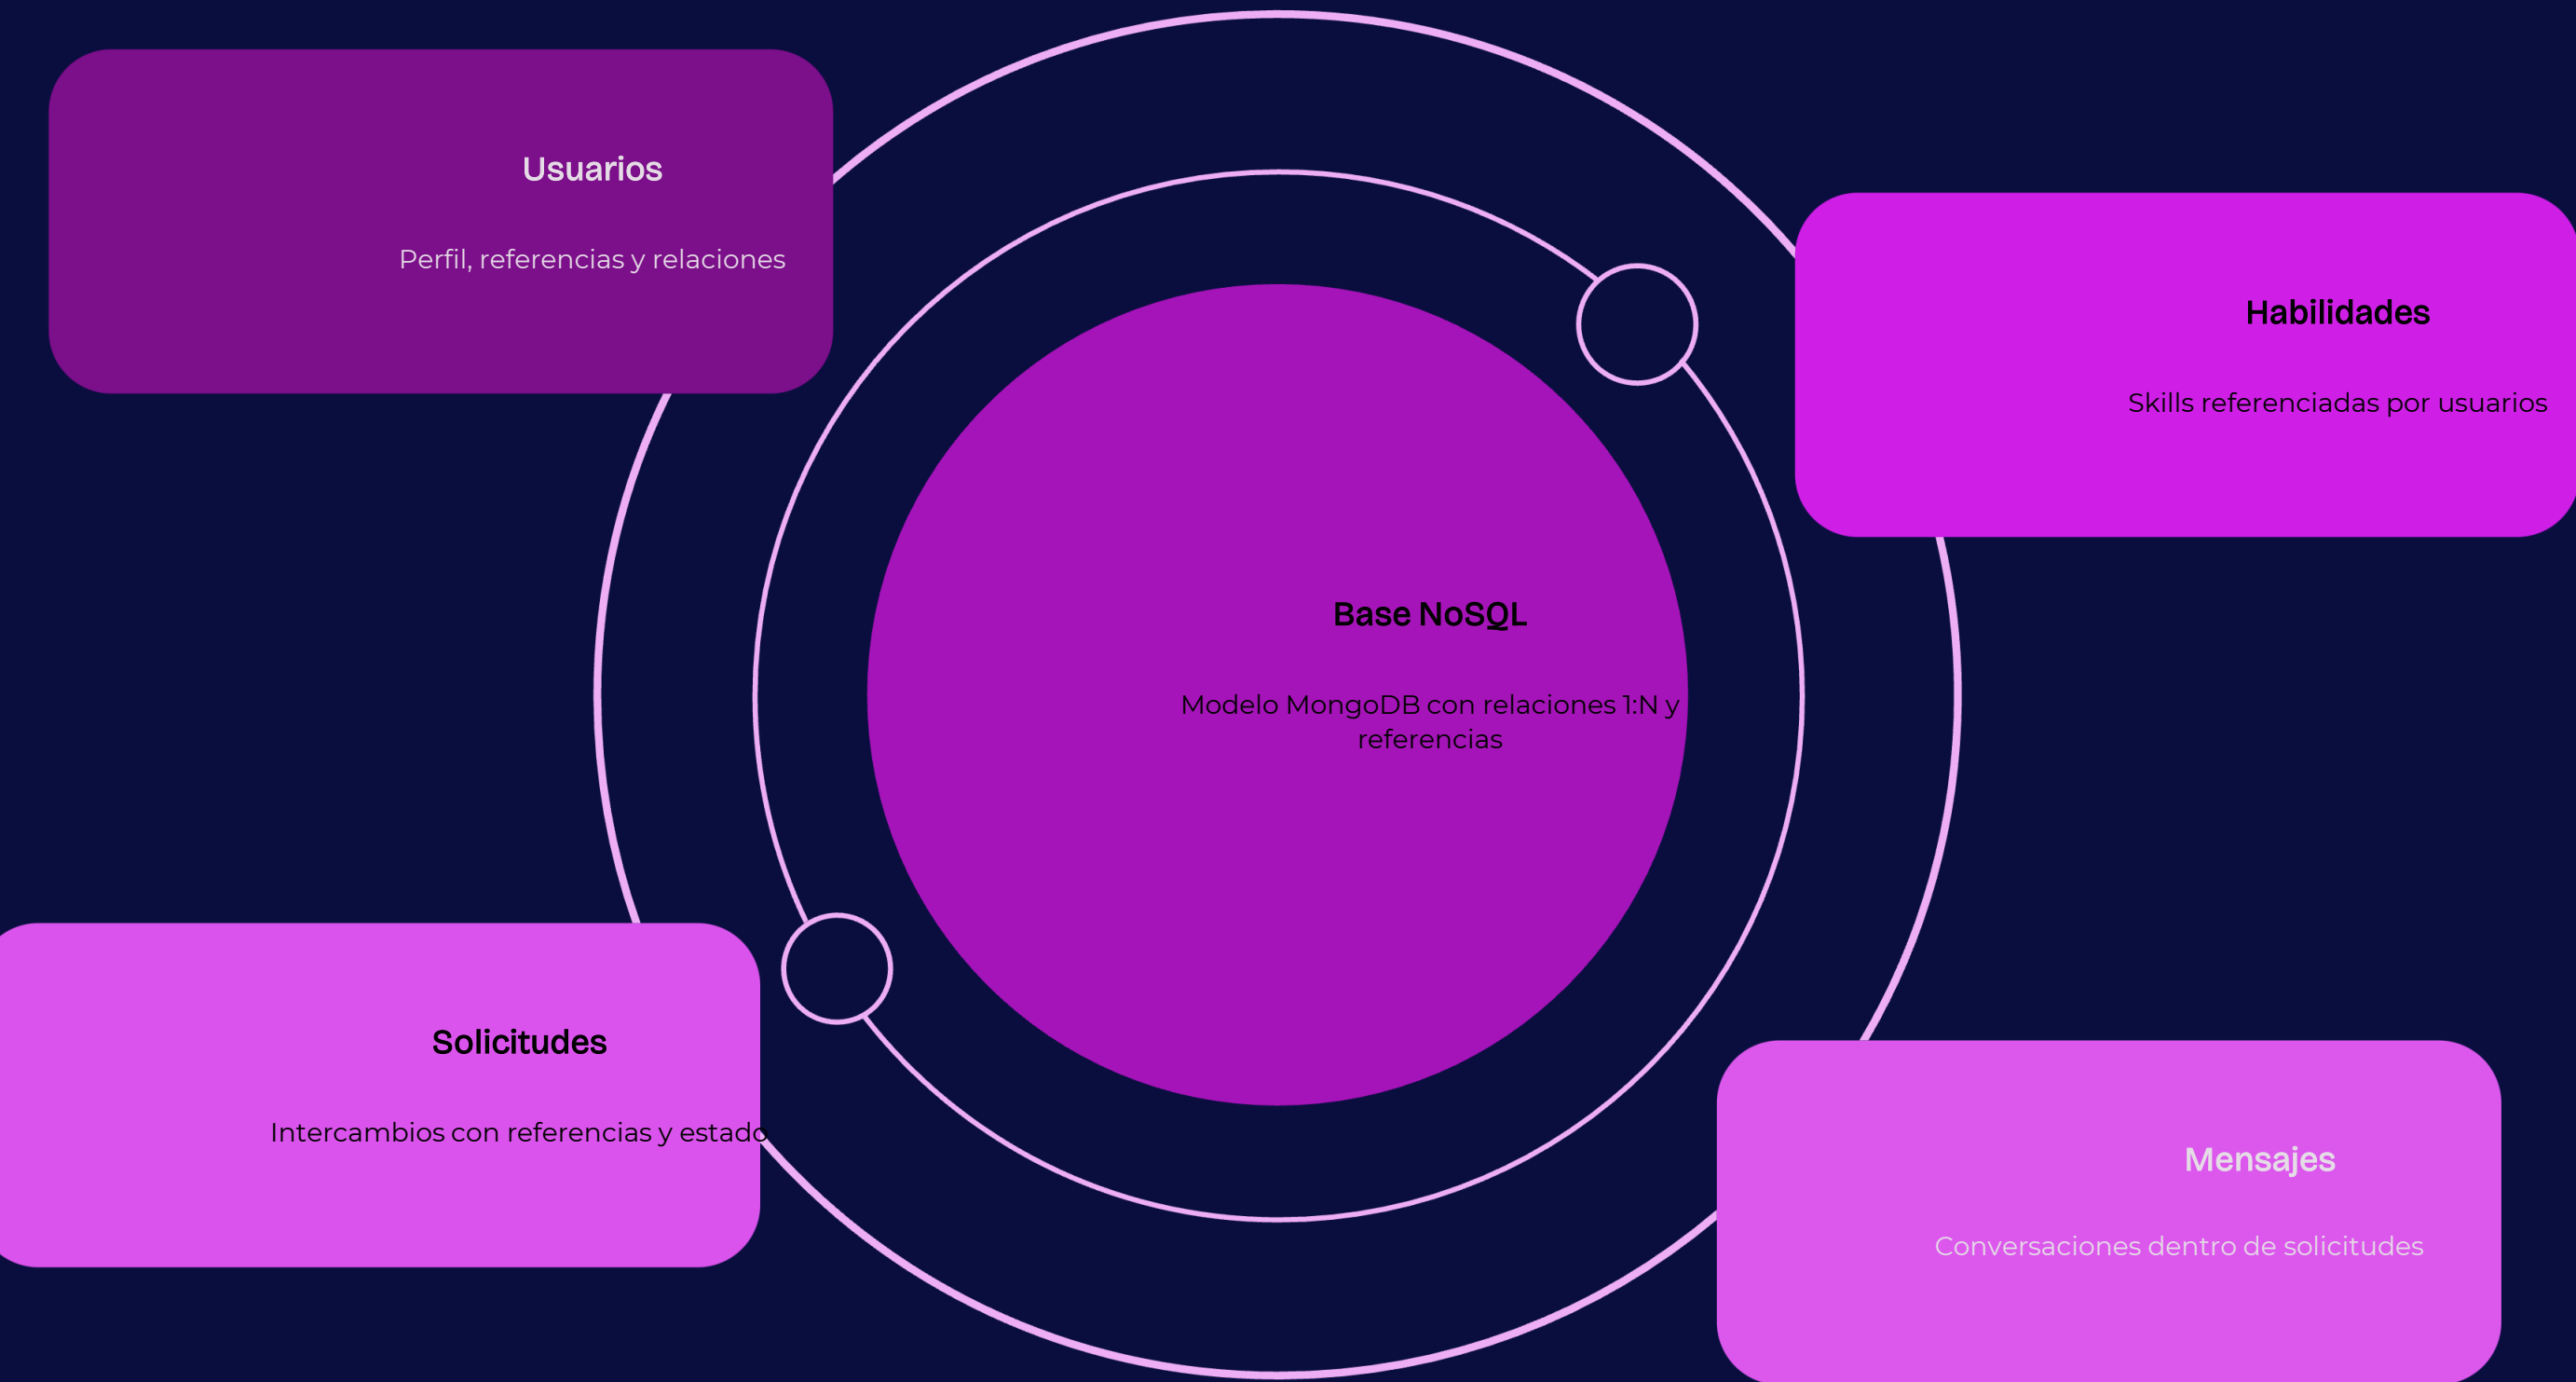 Usuarios
Perfil, referencias y relaciones
Habilidades
Skills referenciadas por usuarios
Base NoSQL
Modelo MongoDB con relaciones 1:N y
referencias
Solicitudes
Intercambios con referencias y estado
Mensajes
Conversaciones dentro de solicitudes